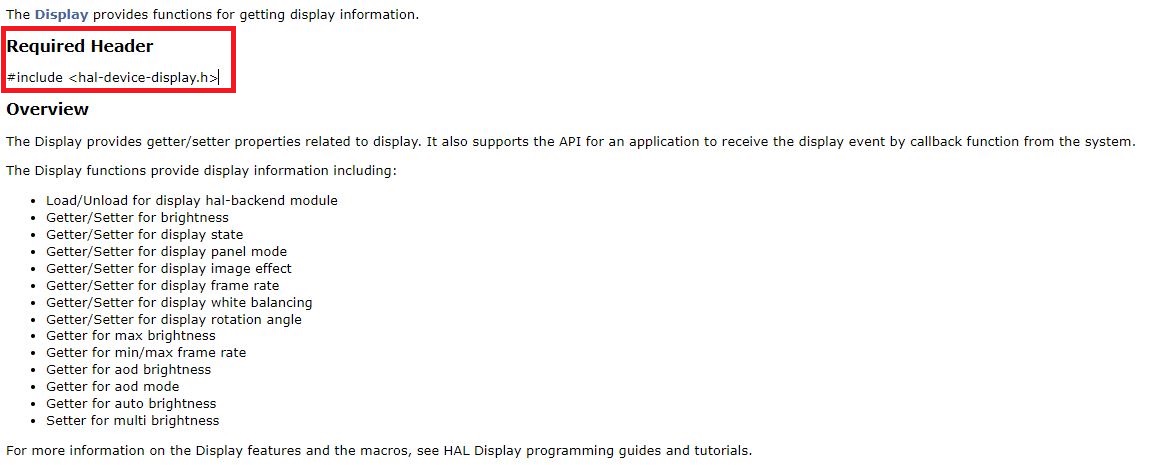 The Display provides functions for getting display information.
Required Header
#include <hal-device-display.h>
Overview
The Display provides getter/setter properties related to display. It also supports the API for an application to receive the display event by callback function from the system.
The Display functions provide display information including:
• Load/Unload for display hal-backend module
• Getter/Setter for brightness
• Getter/Setter for display state
• Getter/Setter for display panel mode
• Getter/Setter for display image effect
• Getter/Setter for display frame rate
• Getter/Setter for display white balancing
• Getter/Setter for display rotation angle
• Getter for max brightness
• Getter for min/max frame rate
• Getter for aod brightness
• Getter for aod mode
• Getter for auto brightness
• Setter for multi brightness
For more information on the Display features and the macros, see HAL Display programming guides and tutorials.